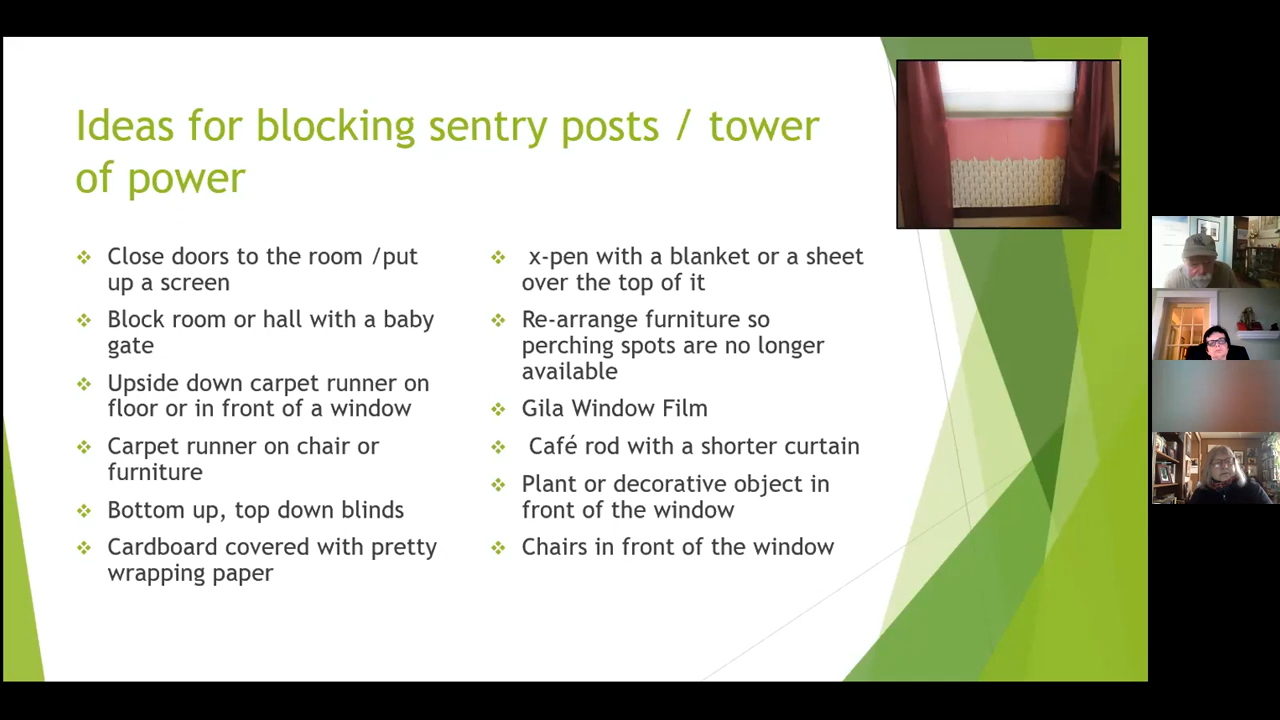 Ideas for blocking sentry posts / tower
of power
❖ Close doors to the room /put
up a screen
❖ Block room or hall with a baby
gate
❖ Upside down carpet runner on
floor or in front of a window
❖ Carpet runner on chair or
furniture
❖ Bottom up, top down blinds
❖ Cardboard covered with pretty
wrapping paper
❖ x-pen with a blanket or a sheet
over the top of it
❖ Re-arrange furniture so
perching spots are no longer
available
❖ Gila Window Film
❖ Café rod with a shorter curtain
❖ Plant or decorative object in
front of the window
❖ Chairs in front of the window